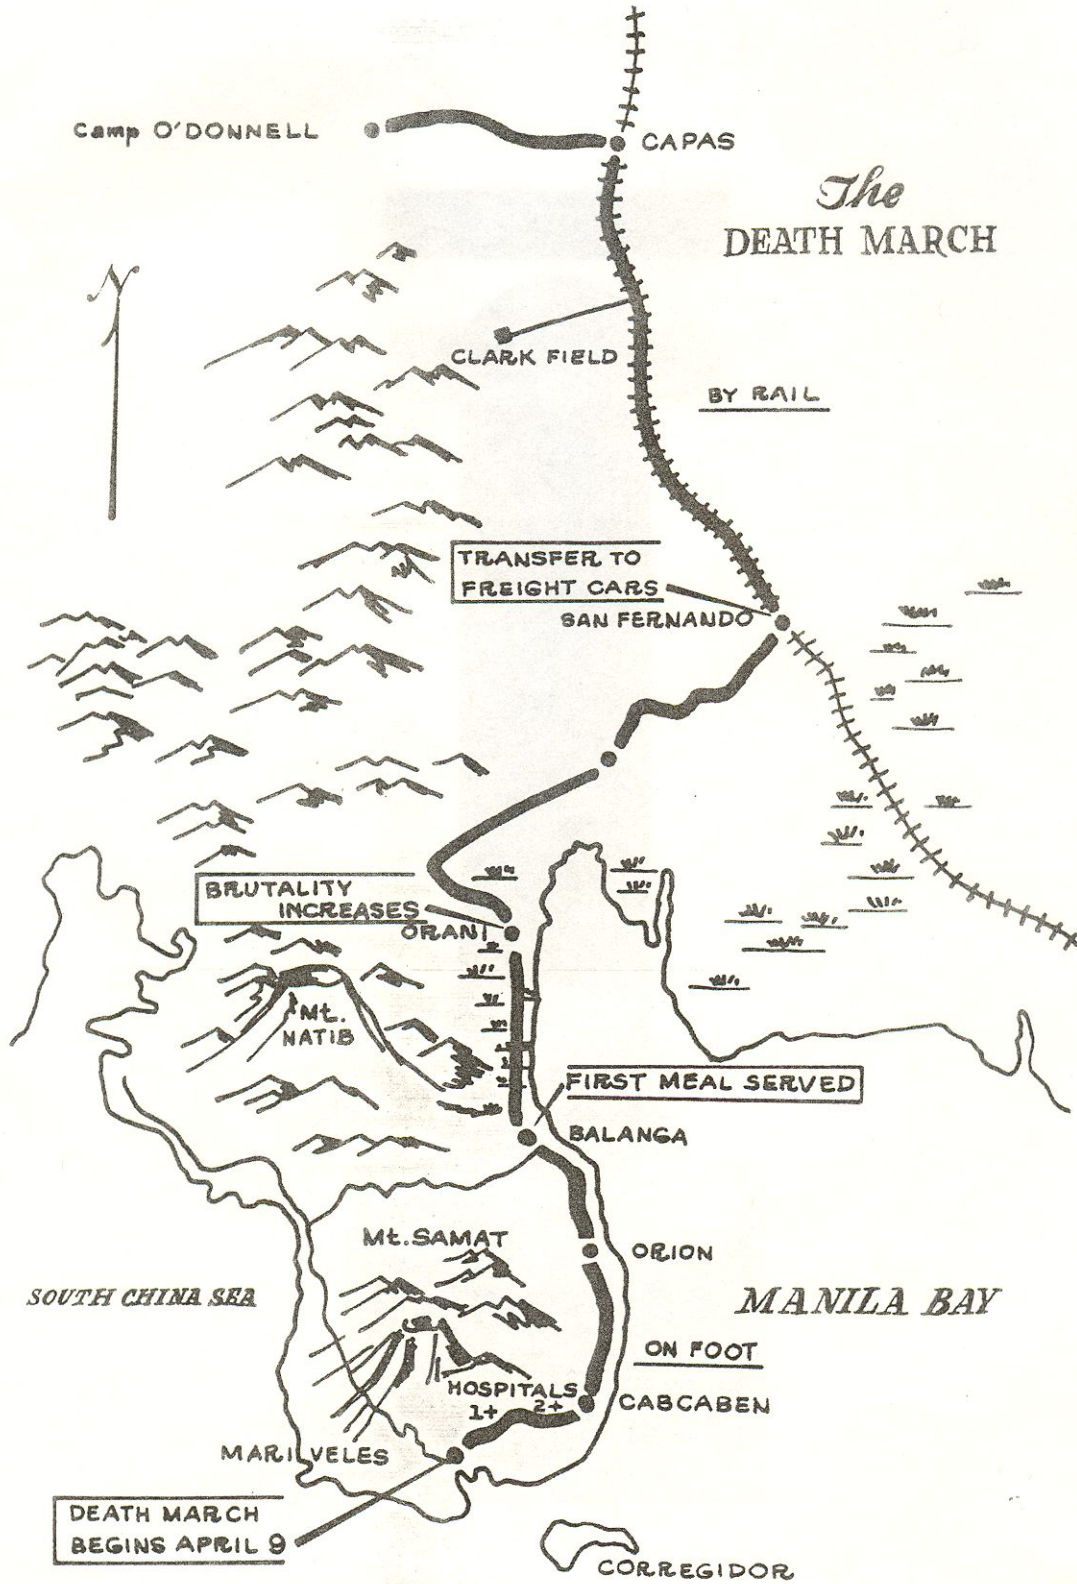 Camp O'DONNELL
CAPAS
The
DEATH MARCH
N
CLARK FIELD
BY RAIL
TRANSFER TO
FREIGHT CARS
SAN FERNANDO
BRUTALITY
INCREASES
ORANI
Mt.
NATIB
FIRST MEAL SERVED
BALANGA
Mt. SAMAT
ORION
SOUTH CHINA SEA
MANILA BAY
ON FOOT
HOSPITALS
1+ 2+
CABCABEN
MARIVELES
DEATH MARCH
BEGINS APRIL 9
CORREGIDOR